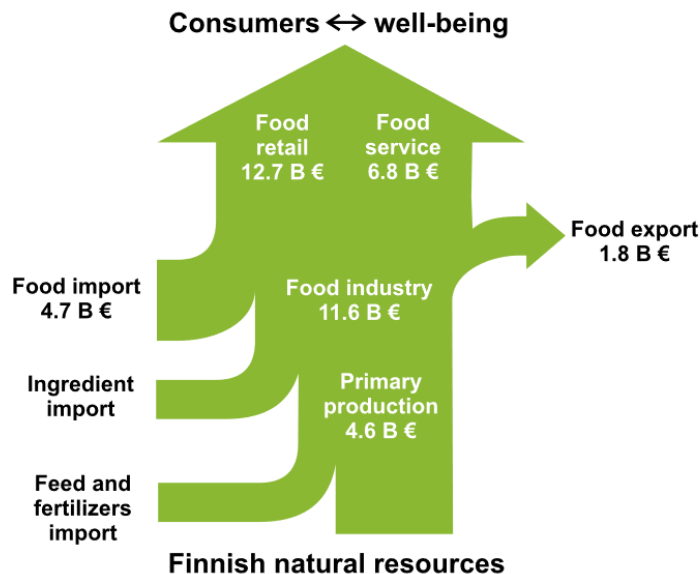 Consumers ↔ well-being
Food
retail
12.7 B €
Food
service
6.8 B €
Food export
1.8 B €
Food import
4.7 B €
Food industry
11.6 B €
Ingredient
import
Primary
production
4.6 B €
Feed and
fertilizers
import
Finnish natural resources